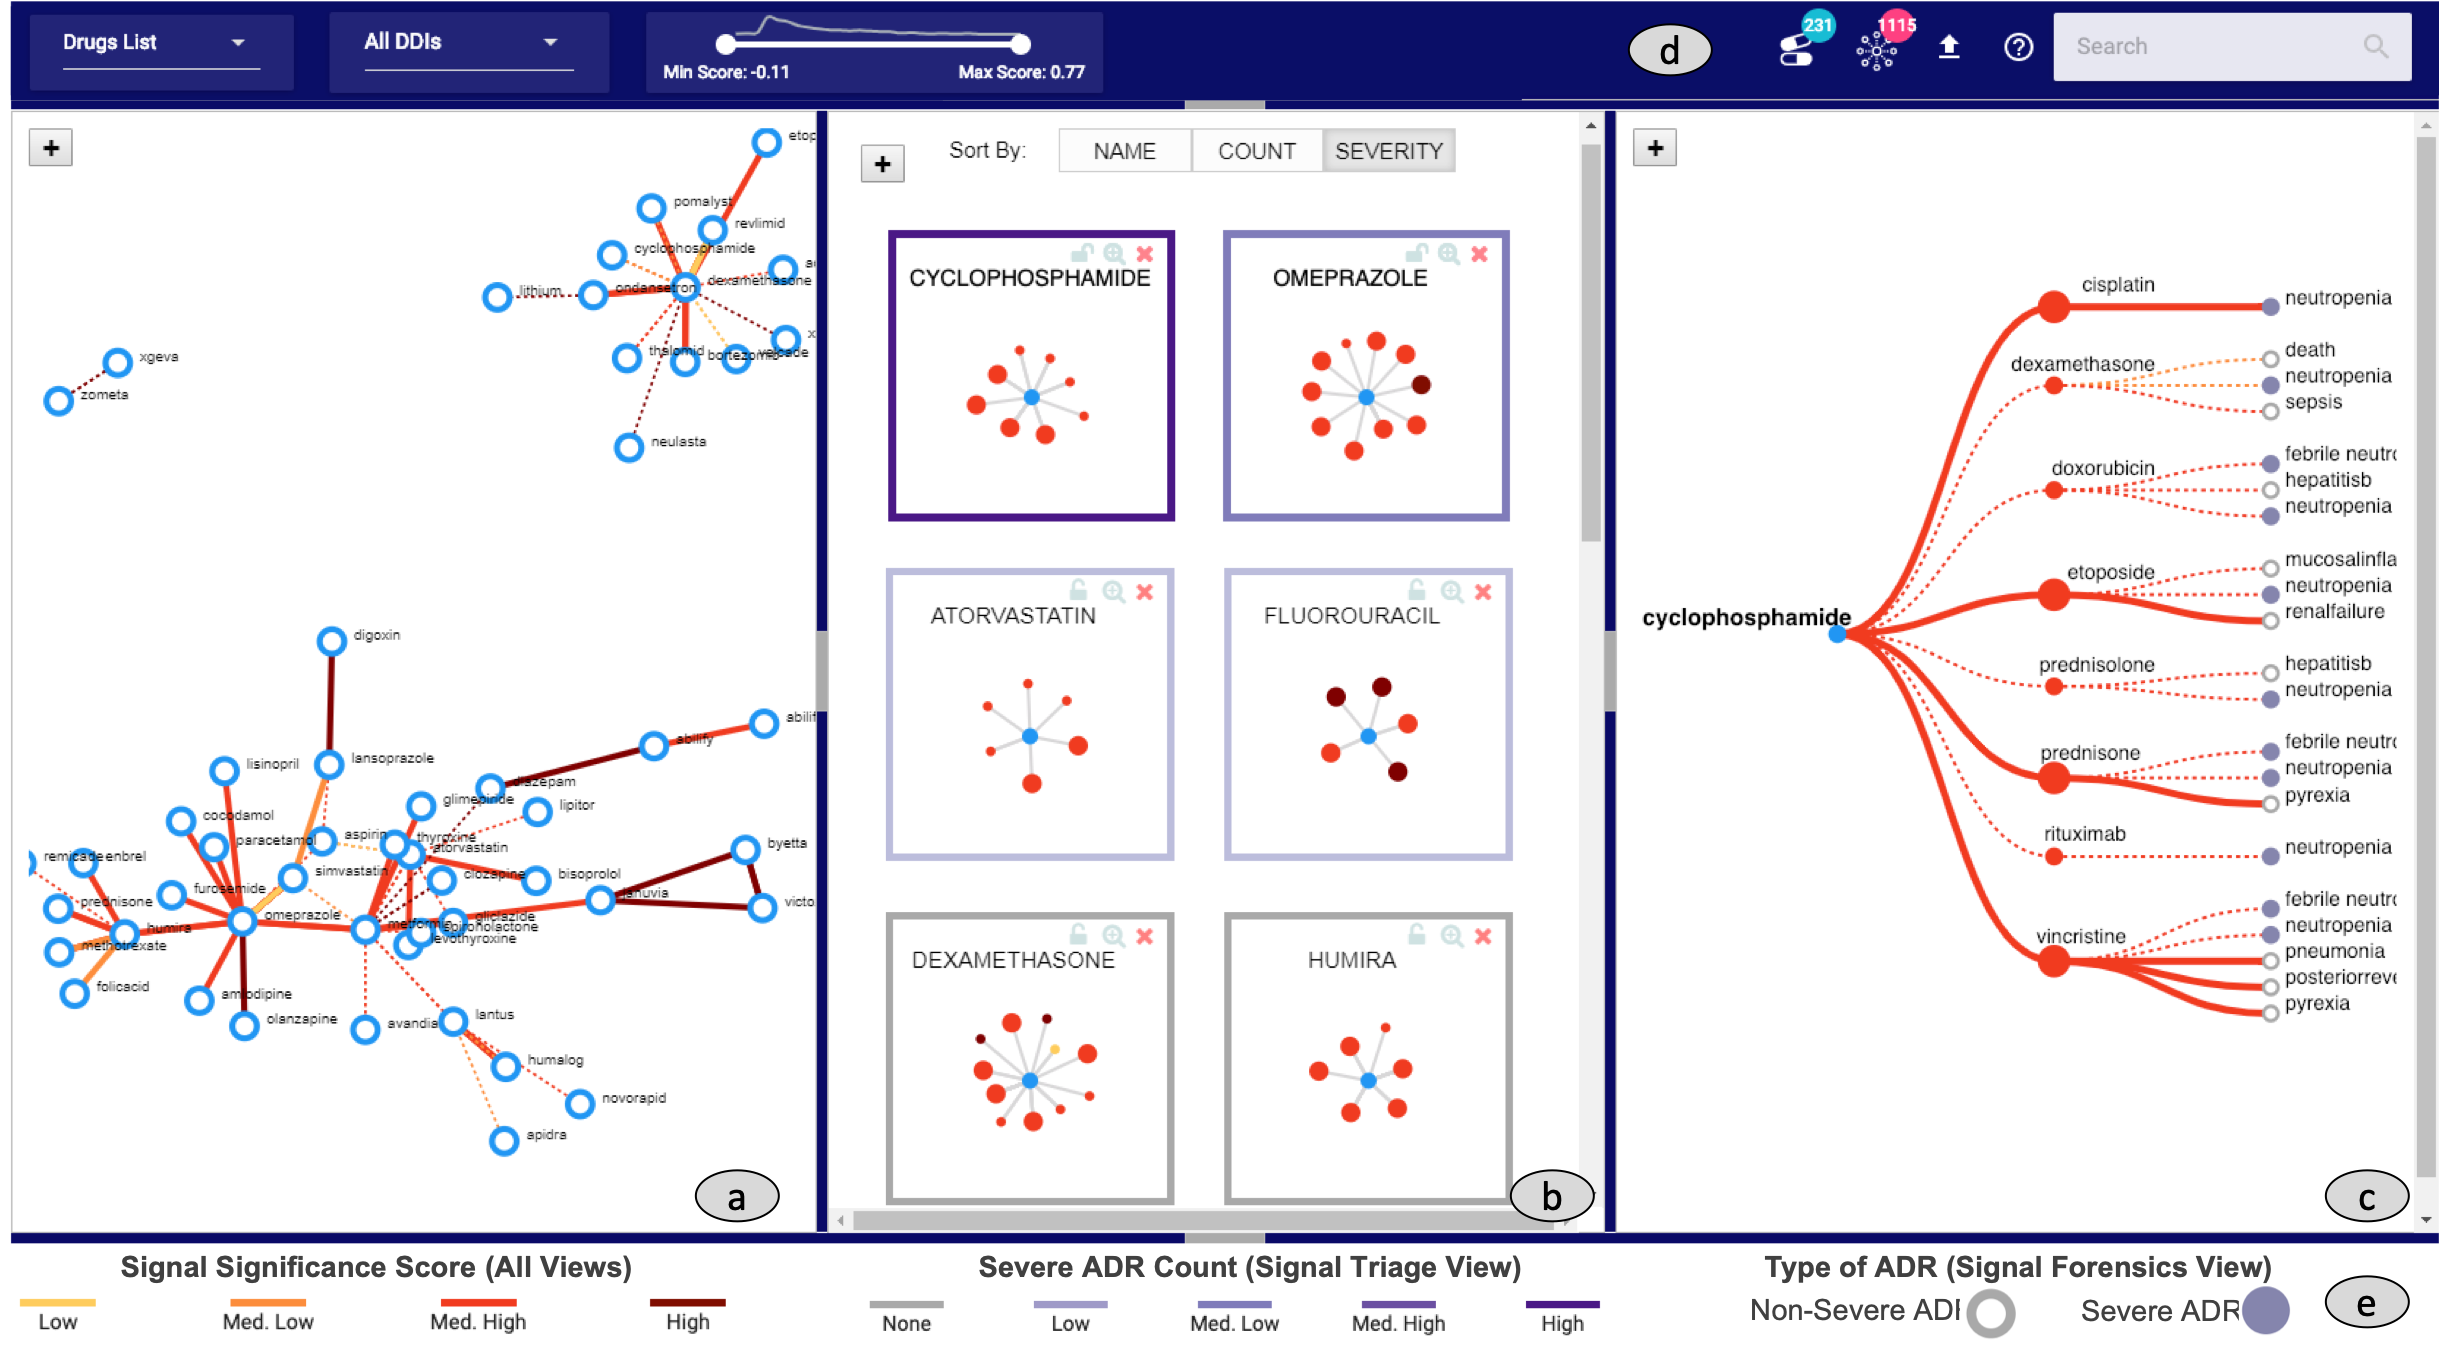 Drugs List
All DDIs
Min Score: -0.11
Max Score: 0.77
d
231
1115
Search
+
etop
pomalyst
revlimid
cyclophosphamide
dexamethasone
lithium
ondansetron
thalomid
velcade
xgeva
zometa
neulasta
digoxin
lisinopril
lansoprazole
abilify
abilif
diazepam
glimepiride
lipitor
cocodamol
paracetamol
aspirin
thyroxine
atorvastatin
byetta
remicade
enbrel
simvastatin
clozapine
bisoprolol
januvia
victo
furosemide
prednisone
omeprazole
humira
methotrexate
metformin
gliclazide
spironolactone
levothyroxine
folicacid
amlodipine
olanzapine
avandia
lantus
humalog
novorapid
apidra
a
+
Sort By:
NAME
COUNT
SEVERITY
CYCLOPHOSPHAMIDE
OMEPRAZOLE
ATORVASTATIN
FLUOROURACIL
DEXAMETHASONE
HUMIRA
b
+
cyclophosphamide
cisplatin
neutropenia
dexamethasone
death
neutropenia
sepsis
doxorubicin
febrile neutro
hepatitisb
neutropenia
etoposide
mucosalinfla
neutropenia
renalfailure
prednisolone
hepatitisb
neutropenia
prednisone
febrile neutro
neutropenia
pyrexia
rituximab
neutropenia
vincristine
febrile neutro
neutropenia
pneumonia
posteriorreve
pyrexia
c
Signal Significance Score (All Views)
Low
Med. Low
Med. High
High
Severe ADR Count (Signal Triage View)
None
Low
Med. Low
Med. High
High
Type of ADR (Signal Forensics View)
Non-Severe ADR
Severe ADR
e